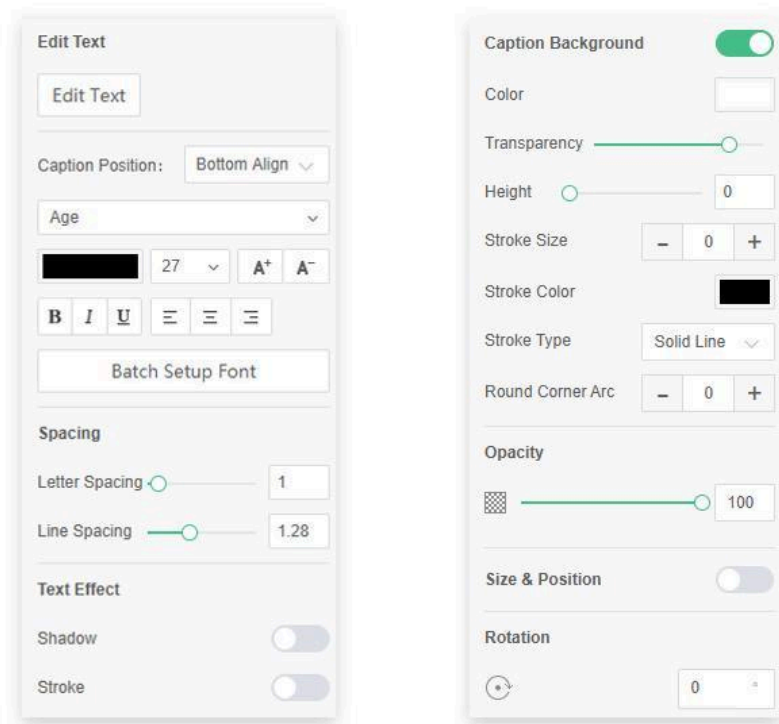 Edit Text
Edit Text
Caption Position:
Bottom Align
Age
27
A+ A-
B I U
Batch Setup Font
Spacing
Letter Spacing 1
Line Spacing 1.28
Text Effect
Shadow
Stroke
Caption Background
Color
Transparency
Height 0
Stroke Size - 0 +
Stroke Color
Stroke Type Solid Line
Round Corner Arc - 0 +
Opacity
100
Size & Position
Rotation
0 °